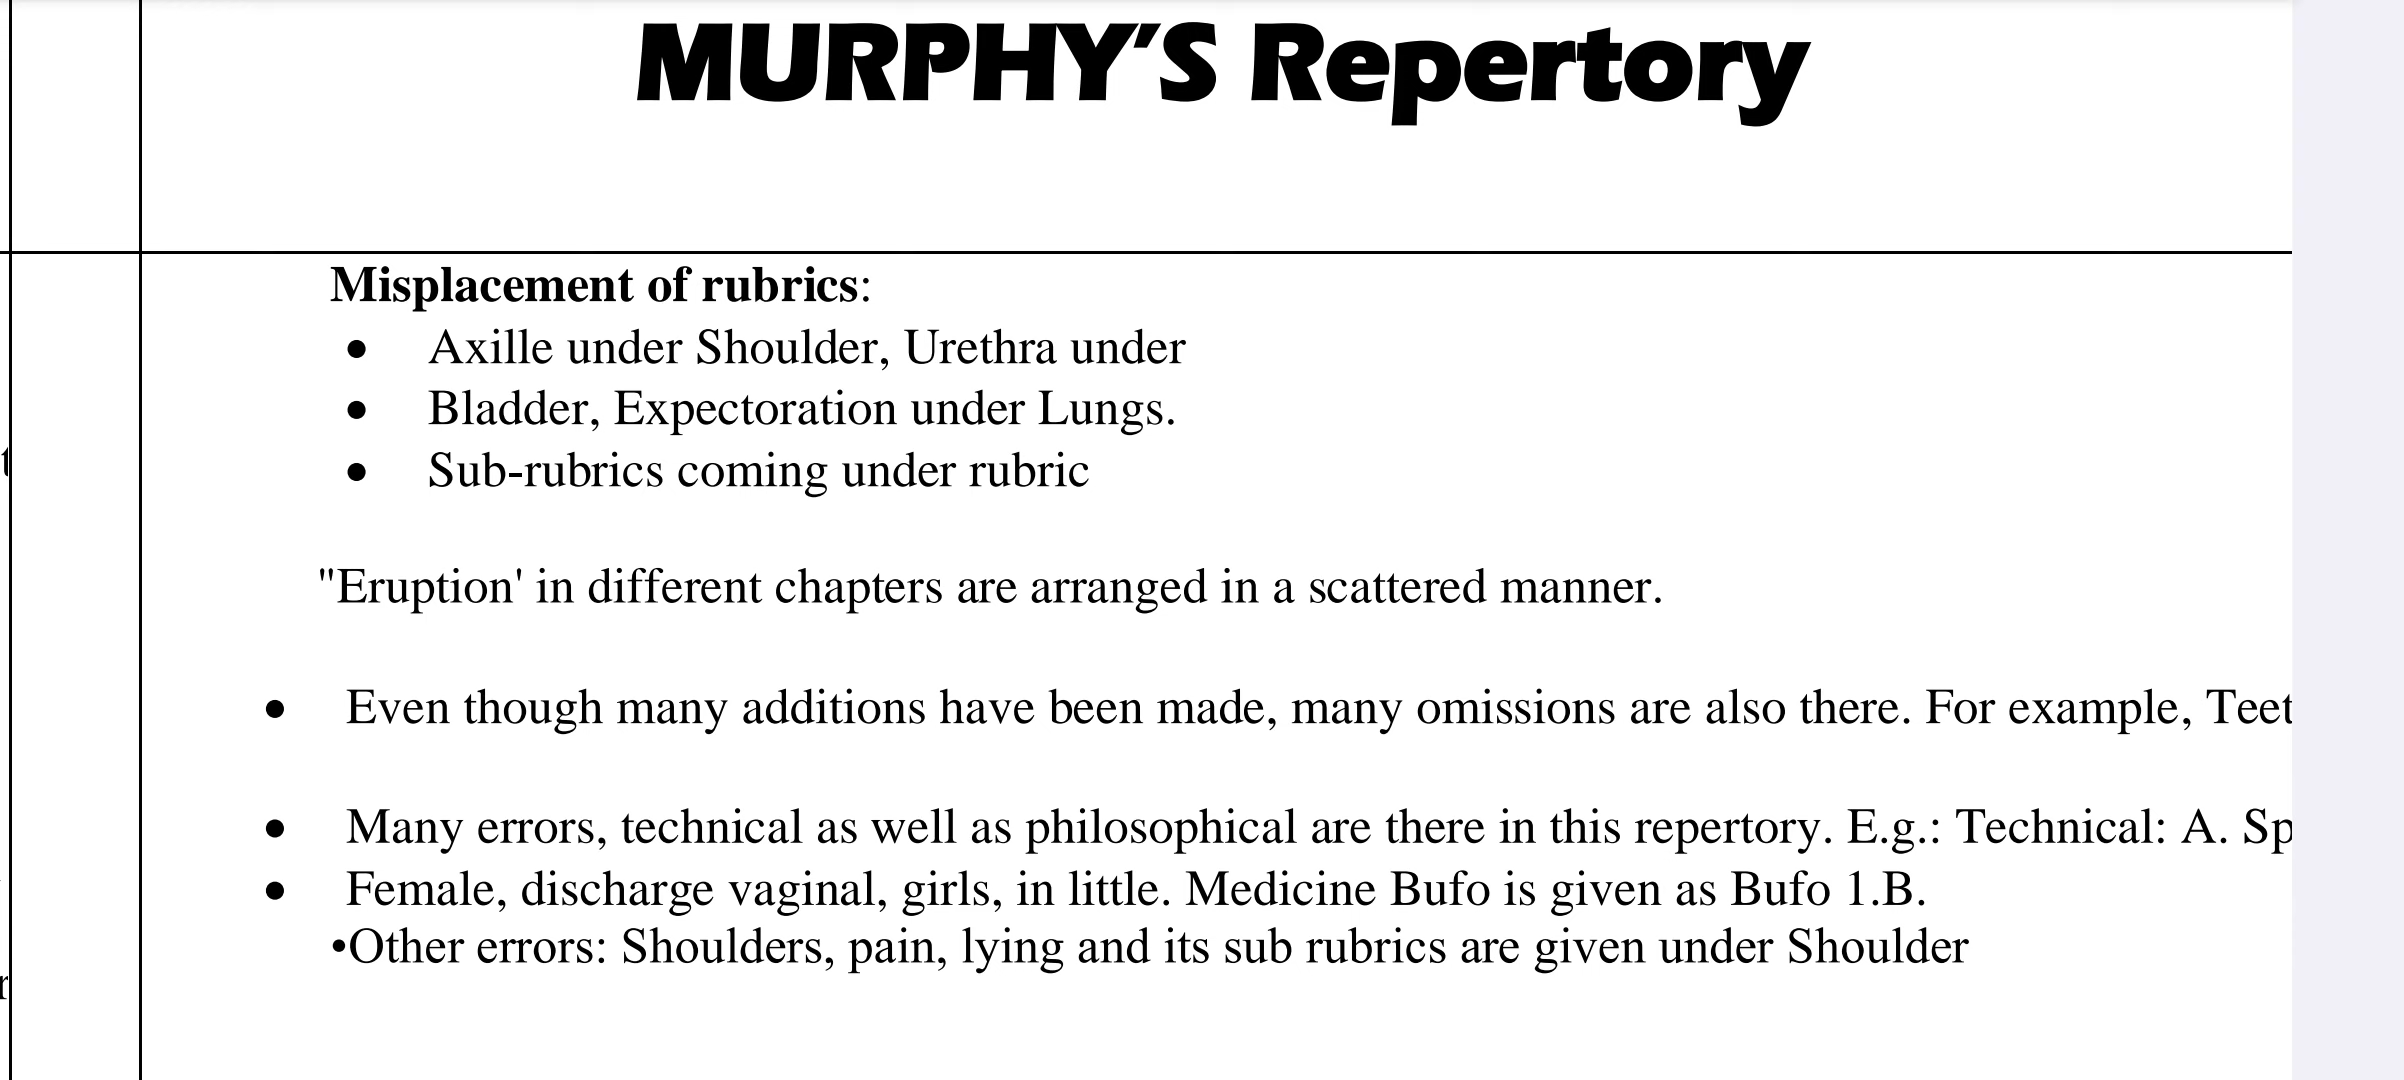 MURPHY'S Repertory
Misplacement of rubrics:
• Axille under Shoulder, Urethra under
• Bladder, Expectoration under Lungs.
• Sub-rubrics coming under rubric
"Eruption' in different chapters are arranged in a scattered manner.
• Even though many additions have been made, many omissions are also there. For example,
• Many errors, technical as well as philosophical are there in this repertory. E.g.: Technical: A.
• Female, discharge vaginal, girls, in little. Medicine Bufo is given as Bufo 1.B.
•Other errors: Shoulders, pain, lying and its sub rubrics are given under Shoulder